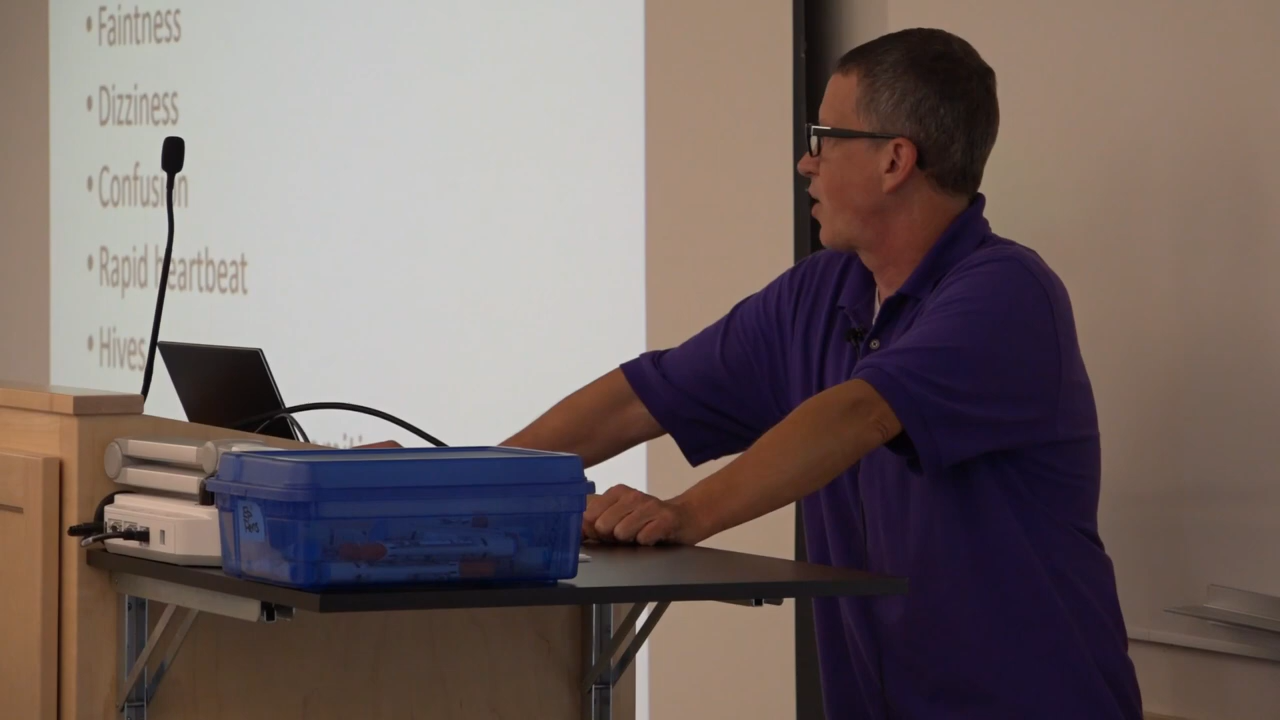 • Faintness
• Dizziness
• Confusion
• Rapid heartbeat
• Hives